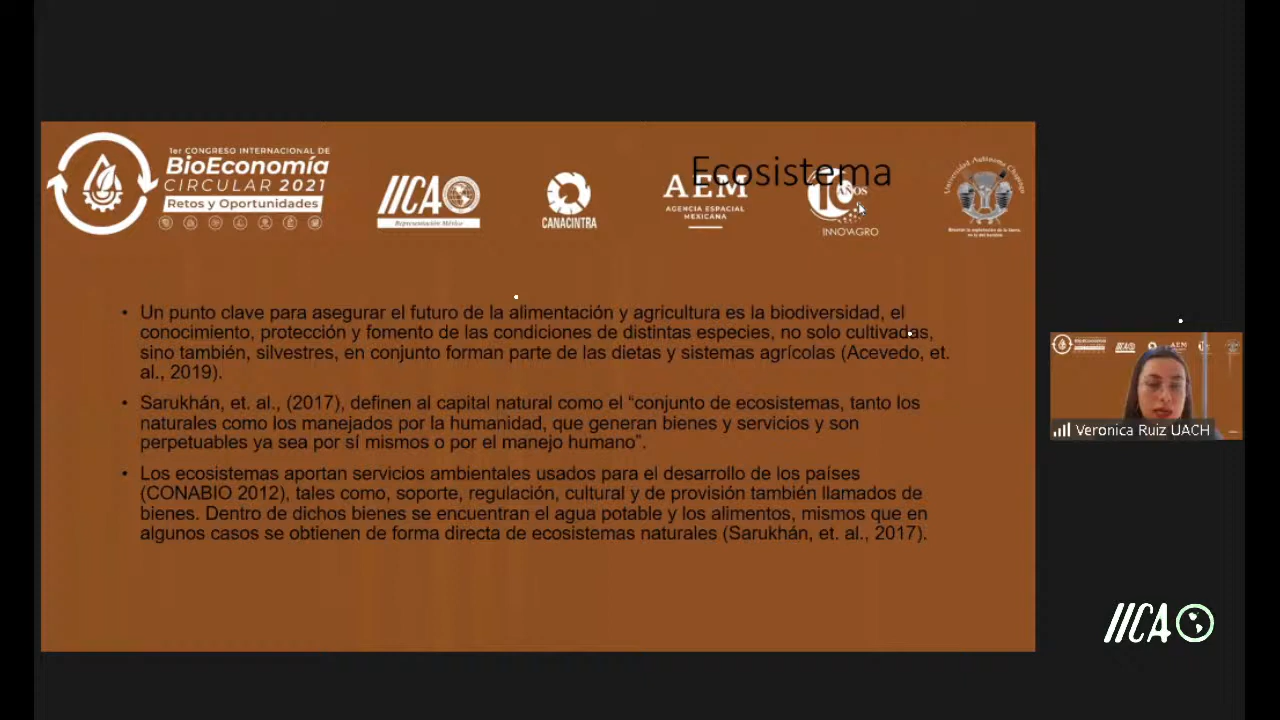 Ecosistema
1er CONGRESO INTERNACIONAL DE
BioEconomía
CIRCULAR 2021
Retos y Oportunidades
IICA
Representación México
CANACINTRA
AEM
AGENCIA ESPACIAL
MEXICANA
10 AÑOS
INNOVAGRO
Universidad Autónoma Chapingo
• Un punto clave para asegurar el futuro de la alimentación y agricultura es la biodiversidad, el
conocimiento, protección y fomento de las condiciones de distintas especies, no solo cultivadas,
sino también, silvestres, en conjunto forman parte de las dietas y sistemas agrícolas (Acevedo, et.
al., 2019).
• Sarukhán, et. al., (2017), definen al capital natural como el “conjunto de ecosistemas, tanto los
naturales como los manejados por la humanidad, que generan bienes y servicios y son
perpetuables ya sea por sí mismos o por el manejo humano”.
• Los ecosistemas aportan servicios ambientales usados para el desarrollo de los países
(CONABIO 2012), tales como, soporte, regulación, cultural y de provisión también llamados de
bienes. Dentro de dichos bienes se encuentran el agua potable y los alimentos, mismos que en
algunos casos se obtienen de forma directa de ecosistemas naturales (Sarukhán, et. al., 2017).
Veronica Ruiz UACH
IICA